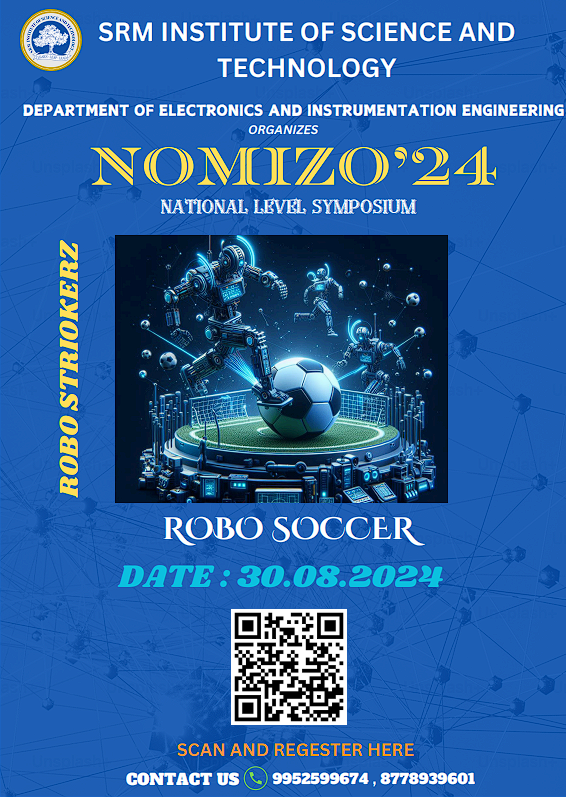 SRM INSTITUTE OF SCIENCE AND
TECHNOLOGY
DEPARTMENT OF ELECTRONICS AND INSTRUMENTATION ENGINEERING
ORGANIZES
NOMIZO'24
NATIONAL LEVEL SYMPOSIUM
ROBO STRIOKERZ
ROBO SOCCER
DATE : 30.08.2024
SCAN AND REGESTER HERE
CONTACT US 9952599674 , 8778939601